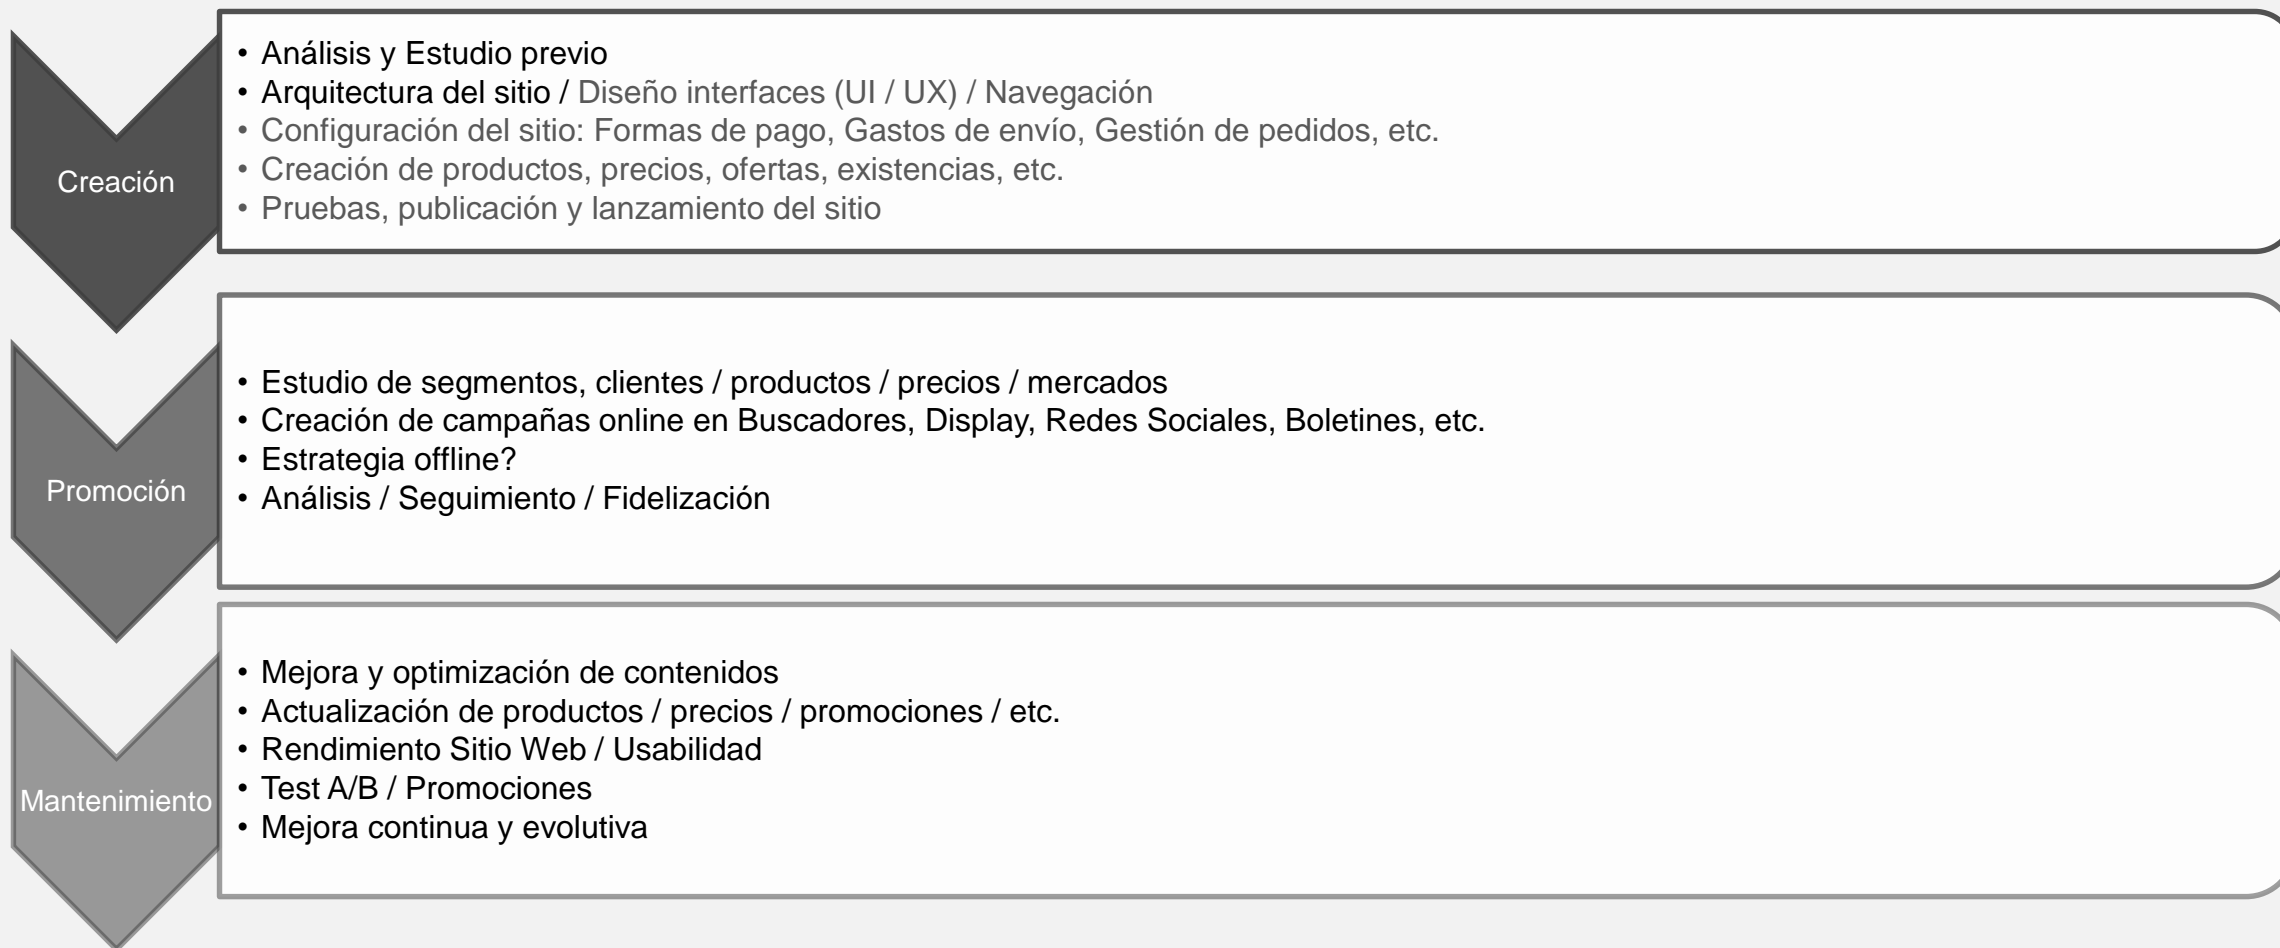 Creación
• Análisis y Estudio previo
• Arquitectura del sitio / Diseño interfaces (UI / UX) / Navegación
• Configuración del sitio: Formas de pago, Gastos de envío, Gestión de pedidos, etc.
• Creación de productos, precios, ofertas, existencias, etc.
• Pruebas, publicación y lanzamiento del sitio
Promoción
• Estudio de segmentos, clientes / productos / precios / mercados
• Creación de campañas online en Buscadores, Display, Redes Sociales, Boletines, etc.
• Estrategia offline?
• Análisis / Seguimiento / Fidelización
Mantenimiento
• Mejora y optimización de contenidos
• Actualización de productos / precios / promociones / etc.
• Rendimiento Sitio Web / Usabilidad
• Test A/B / Promociones
• Mejora continua y evolutiva